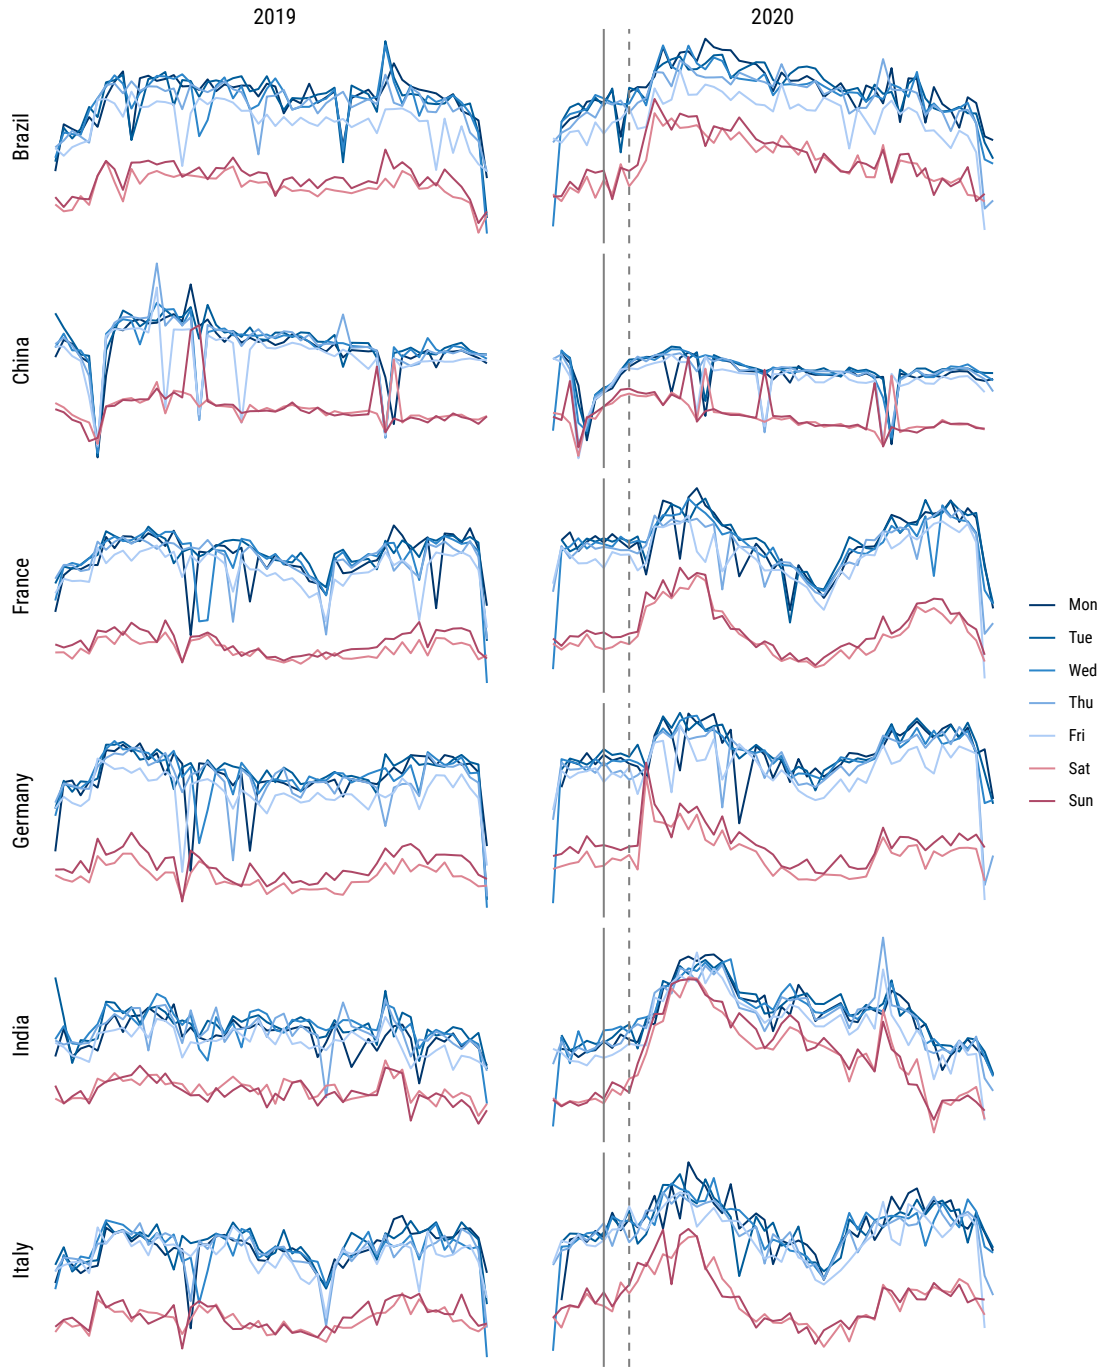 2019
2020
Brazil
China
France
Germany
India
Italy
Mon
Tue
Wed
Thu
Fri
Sat
Sun